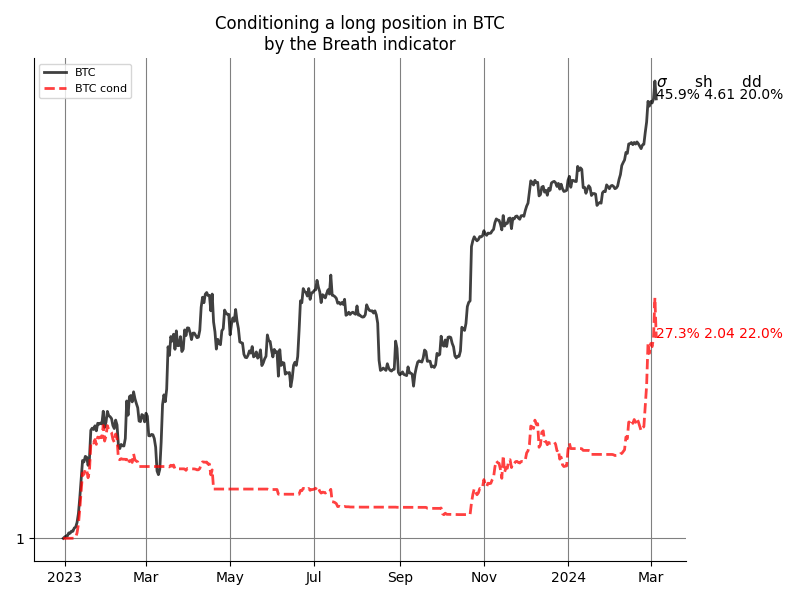 Conditioning a long position in BTC
by the Breath indicator
BTC
BTC cond
σ sh dd
45.9% 4.61 20.0%
27.3% 2.04 22.0%
1
2023 Mar May Jul Sep Nov 2024 Mar